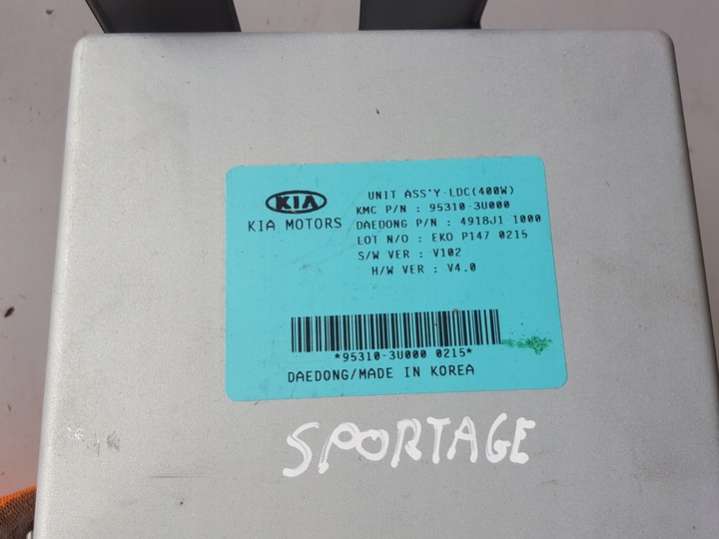 KIA
KIA MOTORS
UNIT ASS'Y-LDC(400W)
KMC P/N : 95310-3U000
DAEDONG P/N : 4918J1 1000
LOT N/O : EKO P147 0215
S/W VER : V102
H/W VER : V4.0
*95310-3U000 0215*
DAEDONG/MADE IN KOREA
SPORTAGE